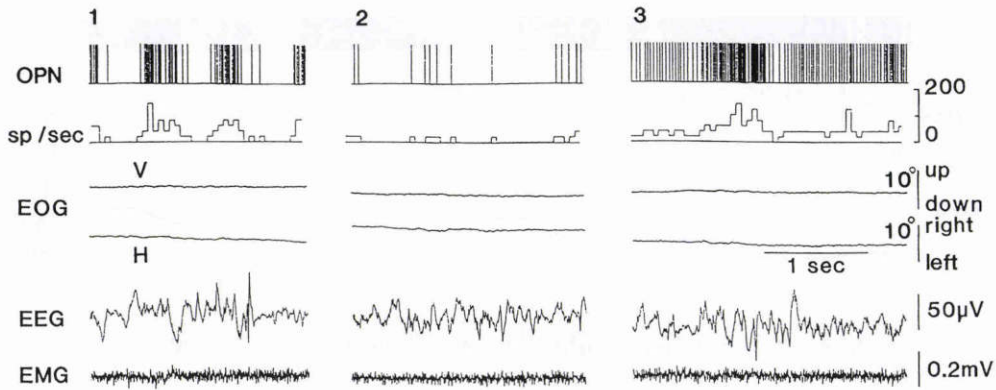 1 2 3
OPN
200
sp/sec
0
V
10° up
EOG
down
10° right
H
left
1 sec
EEG
50µV
EMG
0.2mV